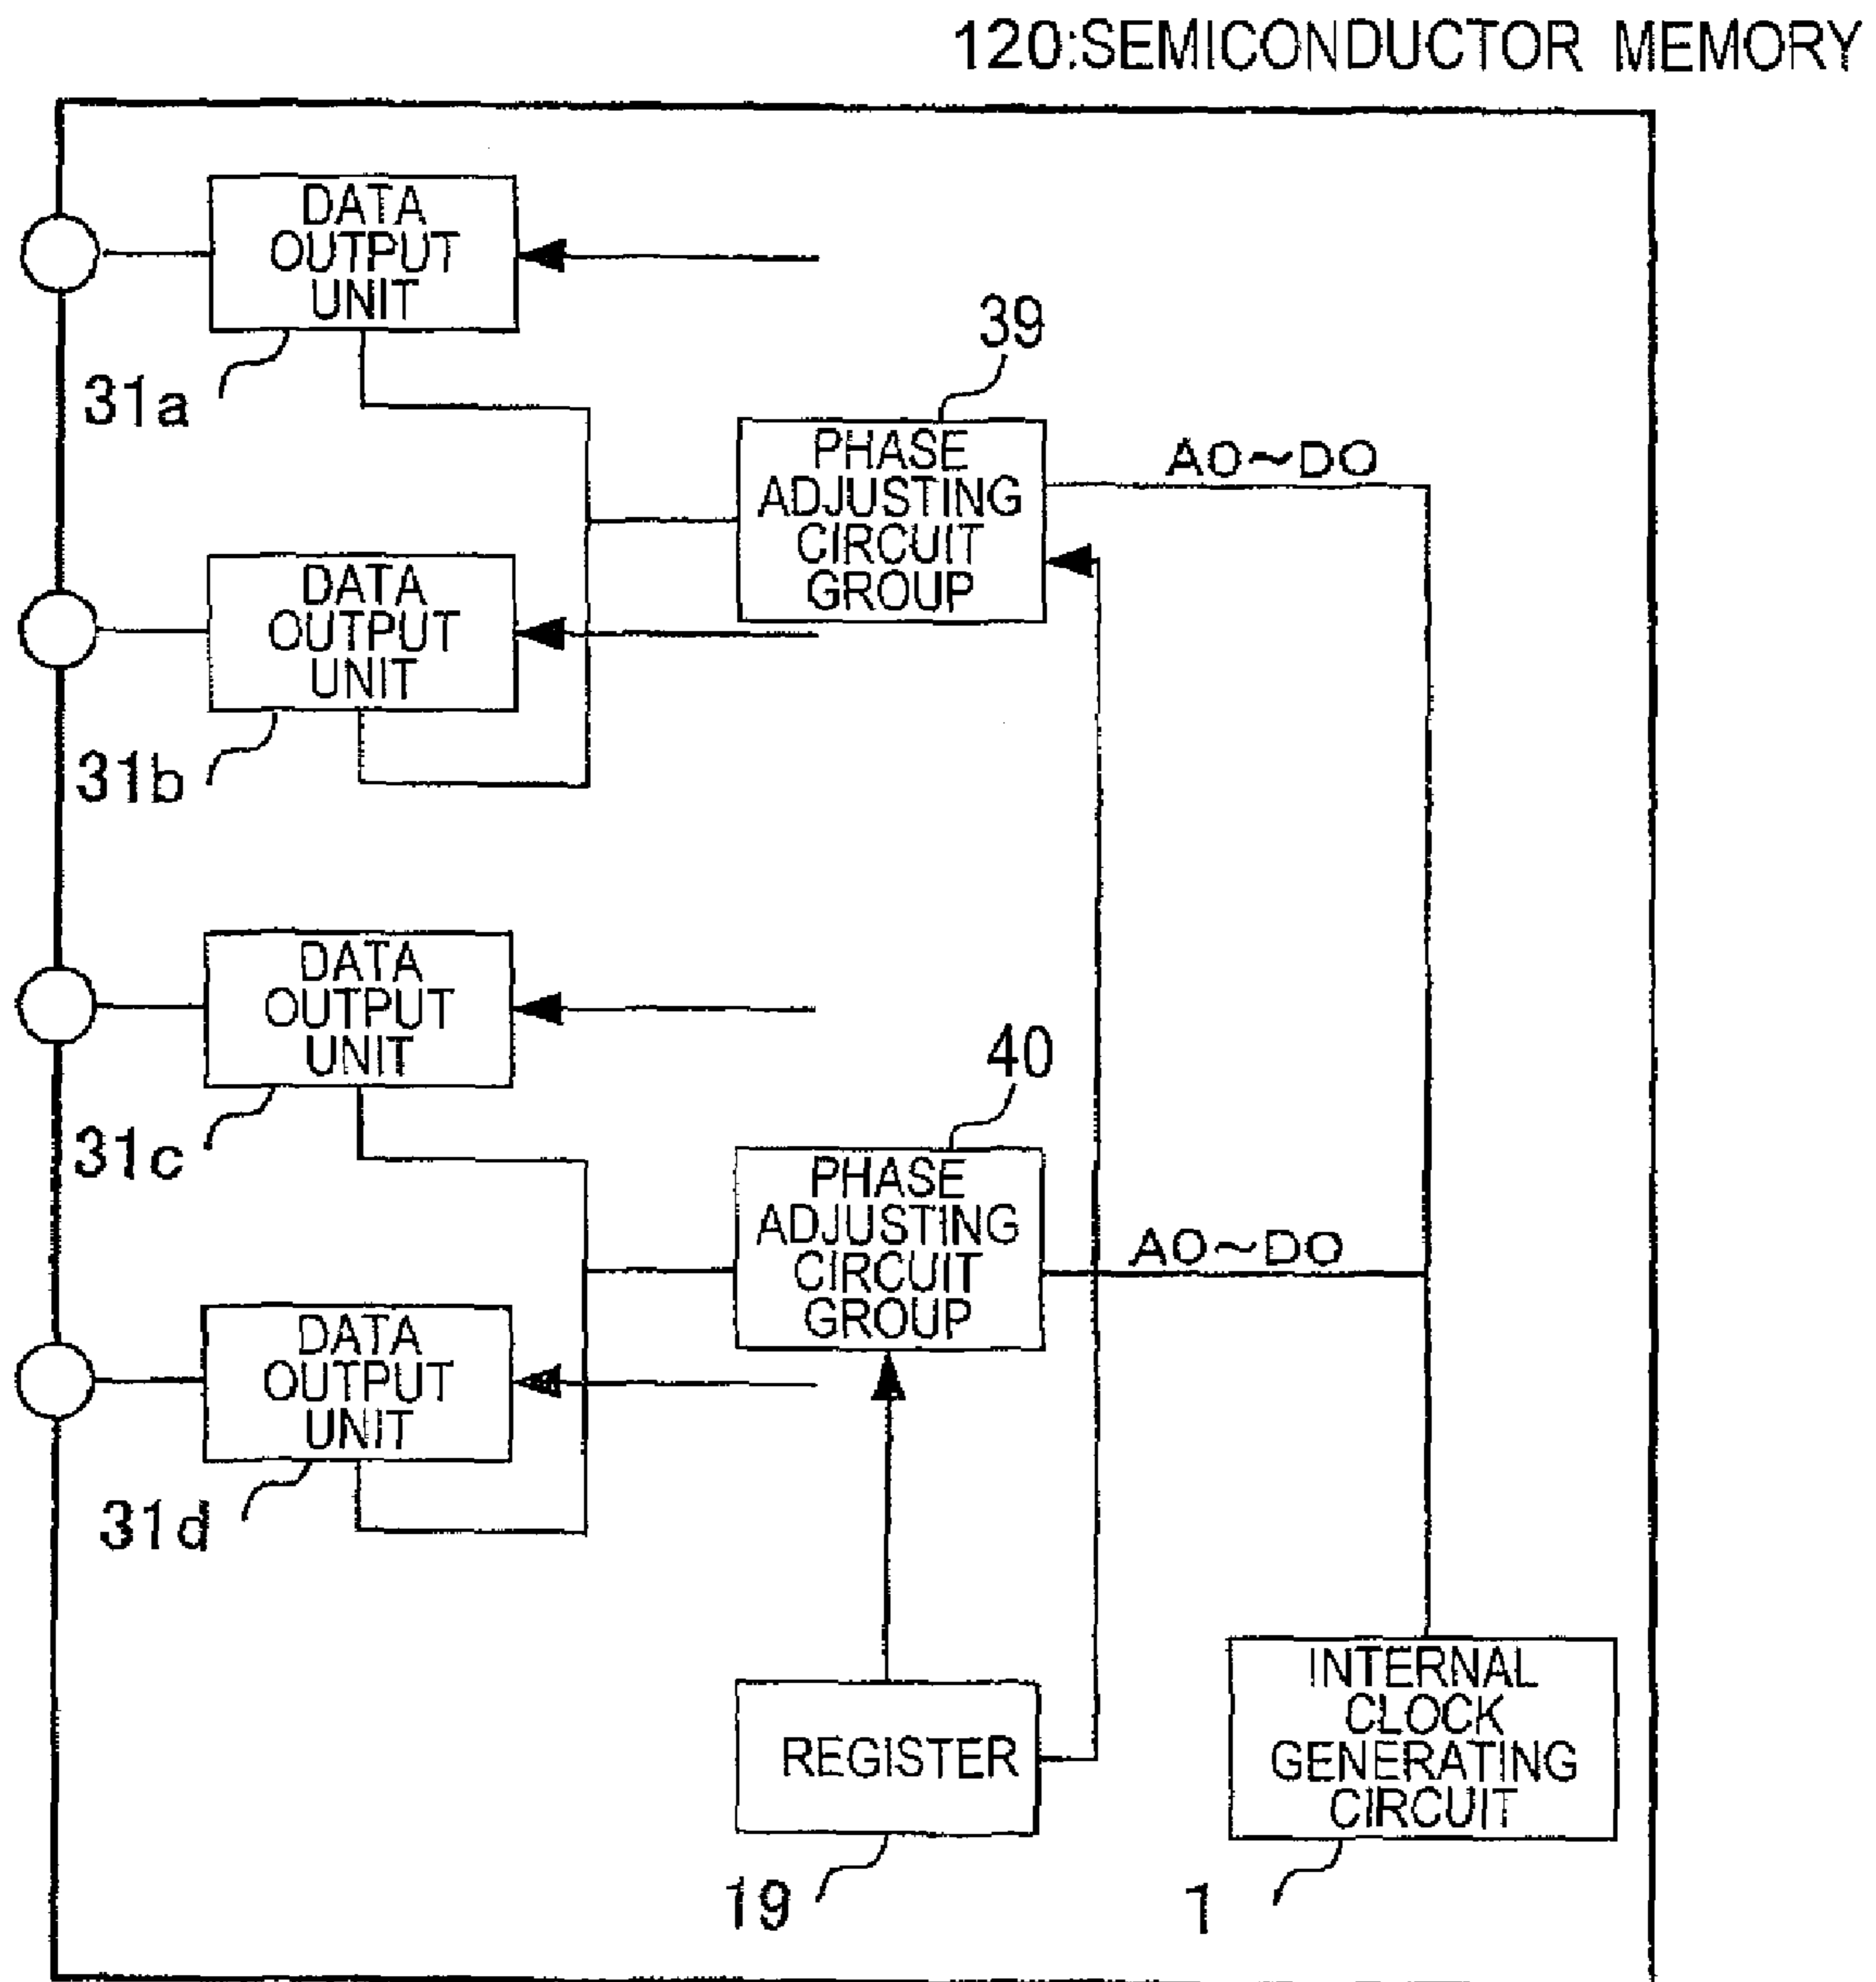 120:SEMICONDUCTOR MEMORY
DATA
OUTPUT
UNIT
31a
39
PHASE
ADJUSTING
CIRCUIT
GROUP
AO~DO
DATA
OUTPUT
UNIT
31b
DATA
OUTPUT
UNIT
31c
40
PHASE
ADJUSTING
CIRCUIT
GROUP
AO~DO
DATA
OUTPUT
UNIT
31d
REGISTER
19
INTERNAL
CLOCK
GENERATING
CIRCUIT
1